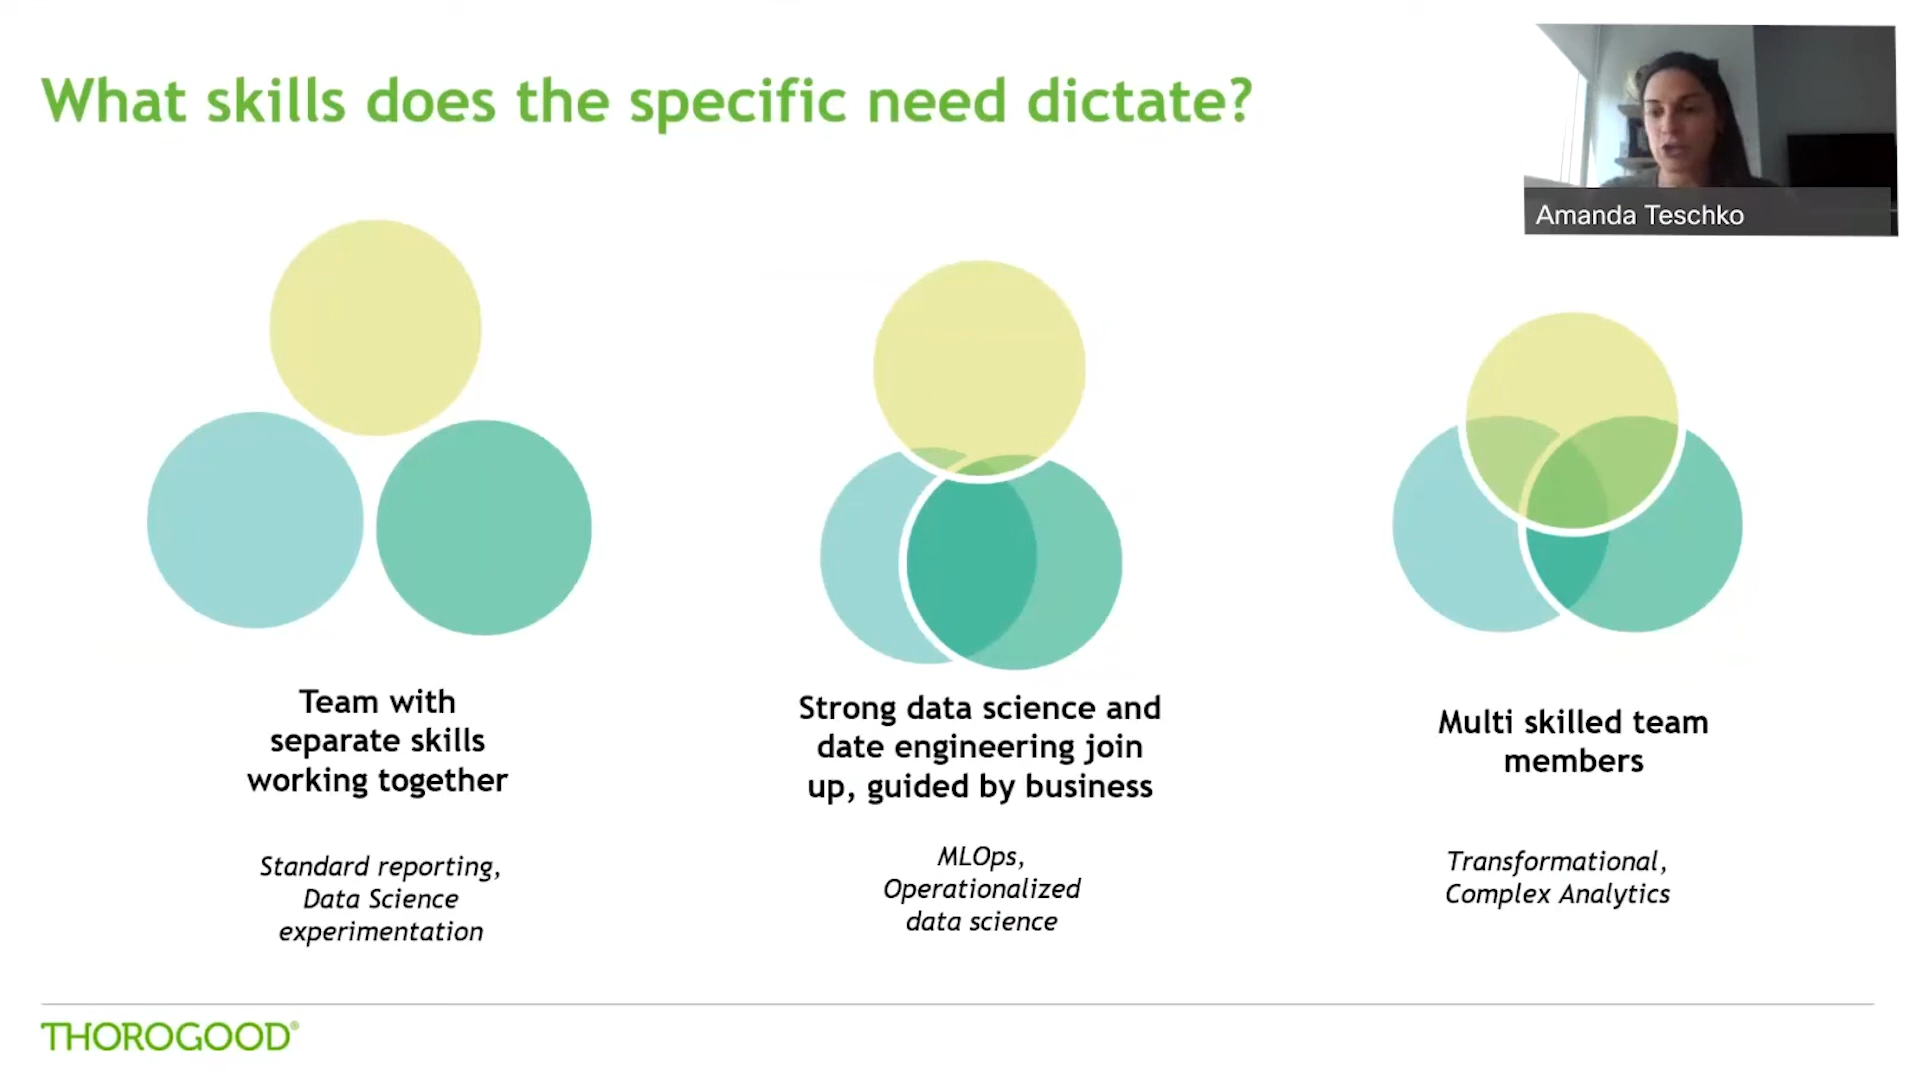 What skills does the specific need dictate?
Amanda Teschko
Team with
separate skills
working together
Standard reporting,
Data Science
experimentation
Strong data science and
date engineering join
up, guided by business
MLOps,
Operationalized
data science
Multi skilled team
members
Transformational,
Complex Analytics
THOROGOOD®